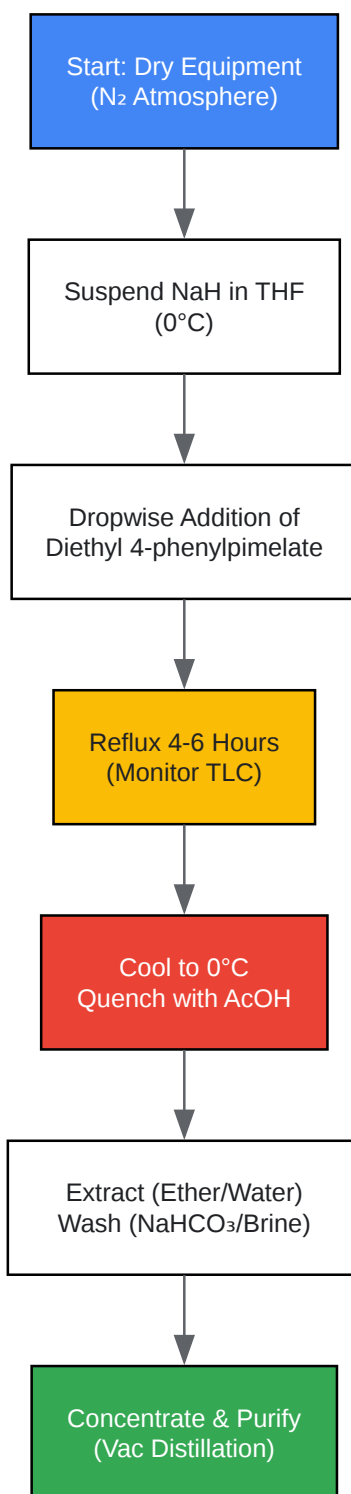 Start: Dry Equipment
(N₂ Atmosphere)
Suspend NaH in THF
(0°C)
Dropwise Addition of
Diethyl 4-phenylpimelate
Reflux 4-6 Hours
(Monitor TLC)
Cool to 0°C
Quench with AcOH
Extract (Ether/Water)
Wash (NaHCO₃/Brine)
Concentrate & Purify
(Vac Distillation)